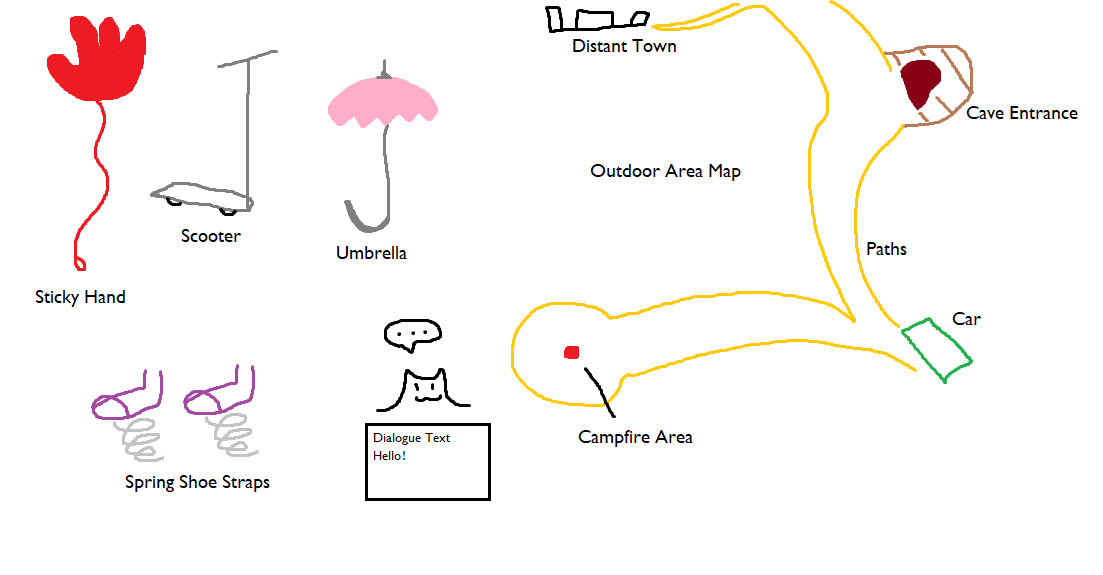 Distant Town
Cave Entrance
Outdoor Area Map
Scooter
Umbrella
Paths
Sticky Hand
Car
...
Dialogue Text
Hello!
Campfire Area
Spring Shoe Straps